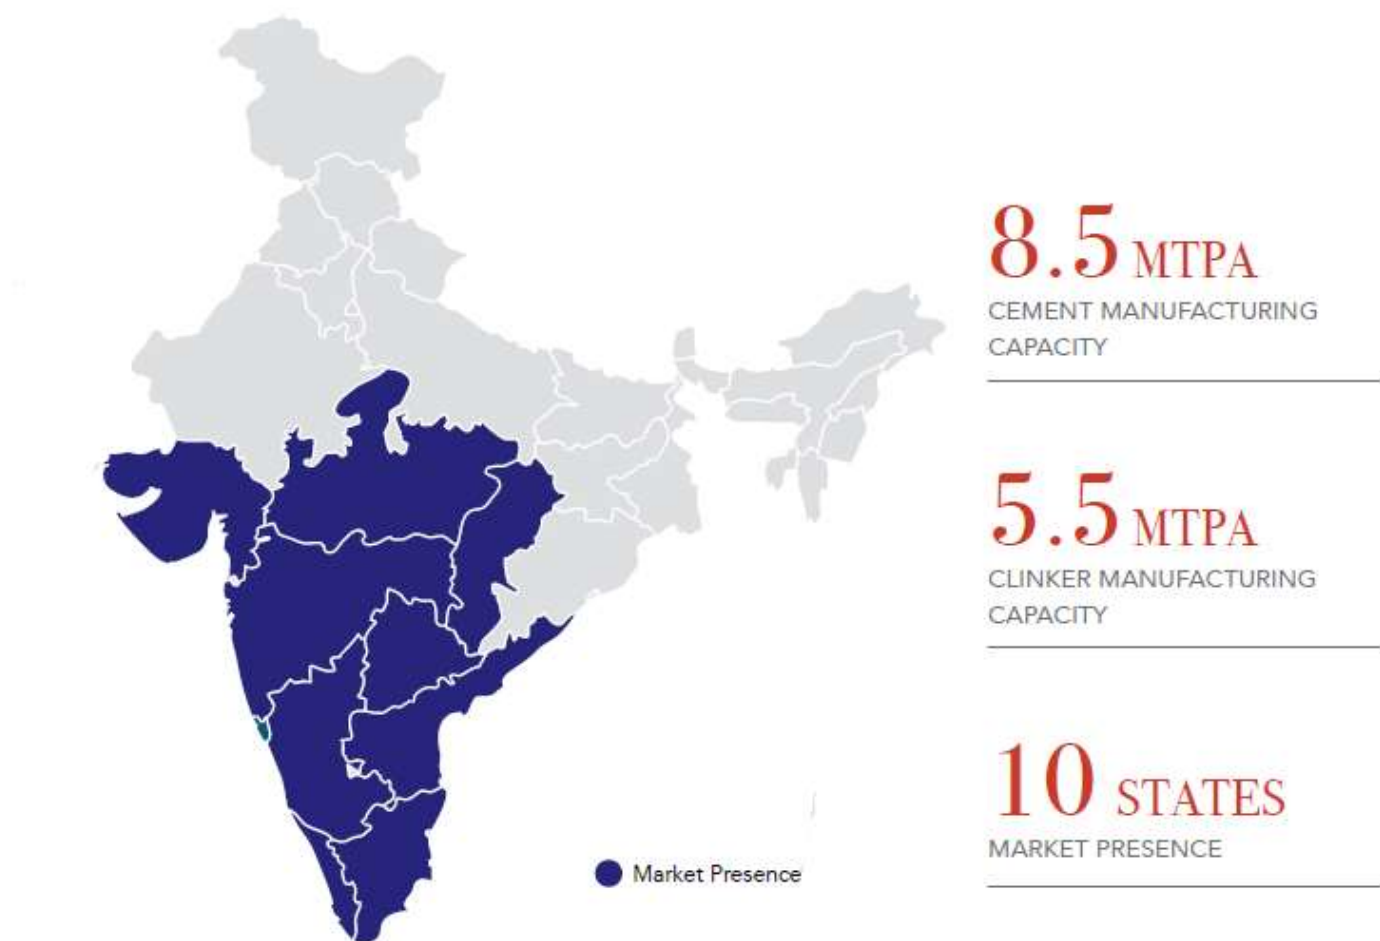 8.5 MTPA
CEMENT MANUFACTURING
CAPACITY
5.5 MTPA
CLINKER MANUFACTURING
CAPACITY
10 STATES
MARKET PRESENCE
Market Presence